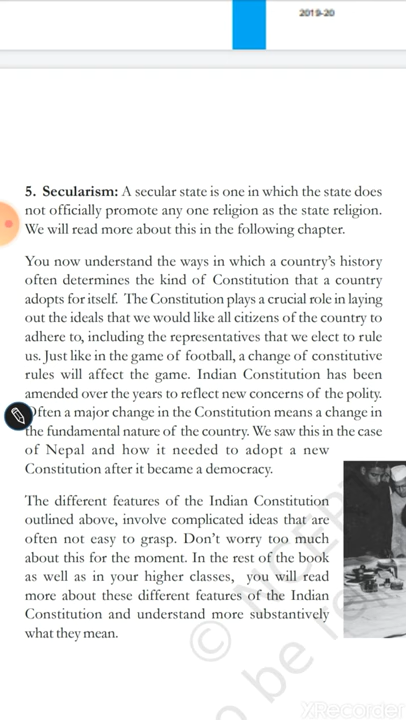 2019-20
5. Secularism: A secular state is one in which the state does
not officially promote any one religion as the state religion.
We will read more about this in the following chapter.
You now understand the ways in which a country's history
often determines the kind of Constitution that a country
adopts for itself. The Constitution plays a crucial role in laying
out the ideals that we would like all citizens of the country to
adhere to, including the representatives that we elect to rule
us. Just like in the game of football, a change of constitutive
rules will affect the game. Indian Constitution has been
amended over the years to reflect new concerns of the polity.
Often a major change in the Constitution means a change in
the fundamental nature of the country. We saw this in the case
of Nepal and how it needed to adopt a new
Constitution after it became a democracy.
The different features of the Indian Constitution
outlined above, involve complicated ideas that are
often not easy to grasp. Don't worry too much
about this for the moment. In the rest of the book
as well as in your higher classes, you will read
more about these different features of the Indian
Constitution and understand more substantively
what they mean.
© NCERT
o be re
XRecorder